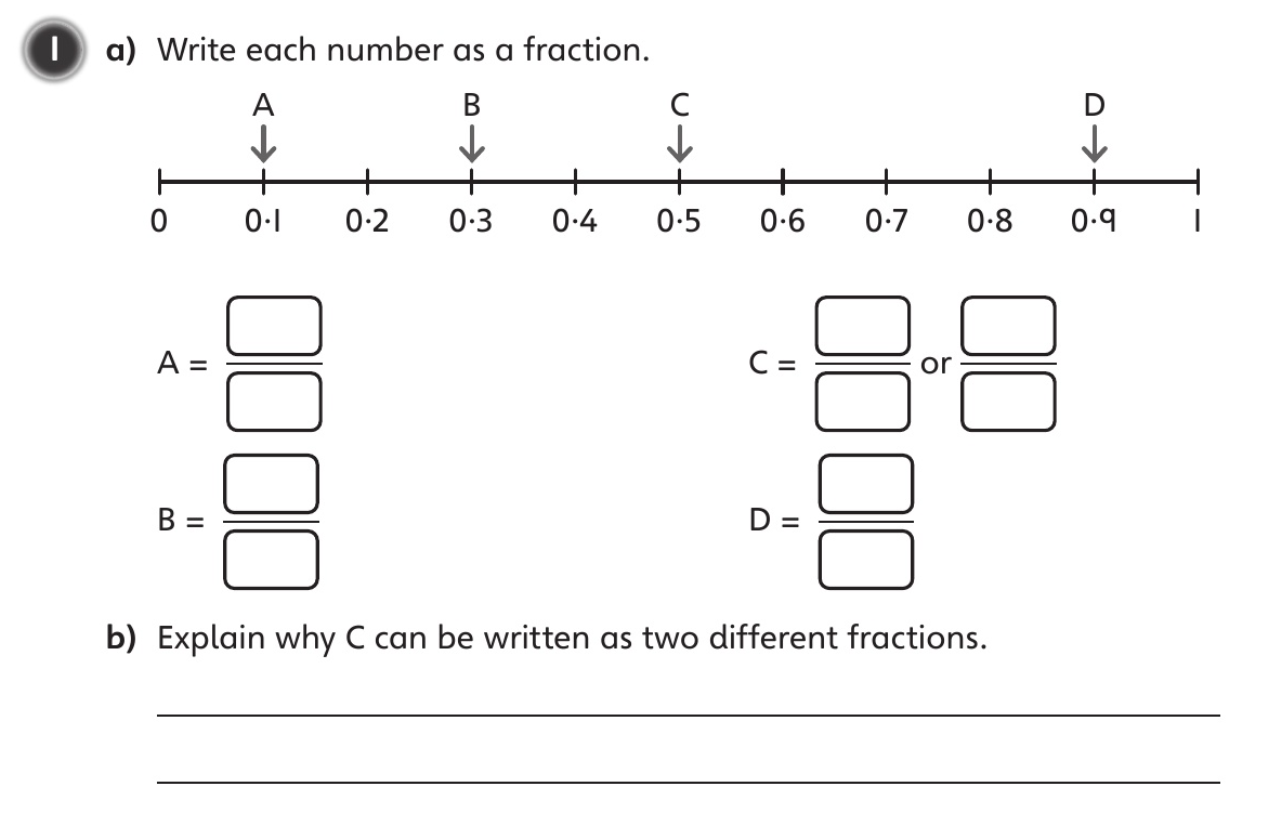 1 a) Write each number as a fraction.
A B C D
0 0·1 0·2 0·3 0·4 0·5 0·6 0·7 0·8 0·9 1
A = C = or
B = D =
b) Explain why C can be written as two different fractions.